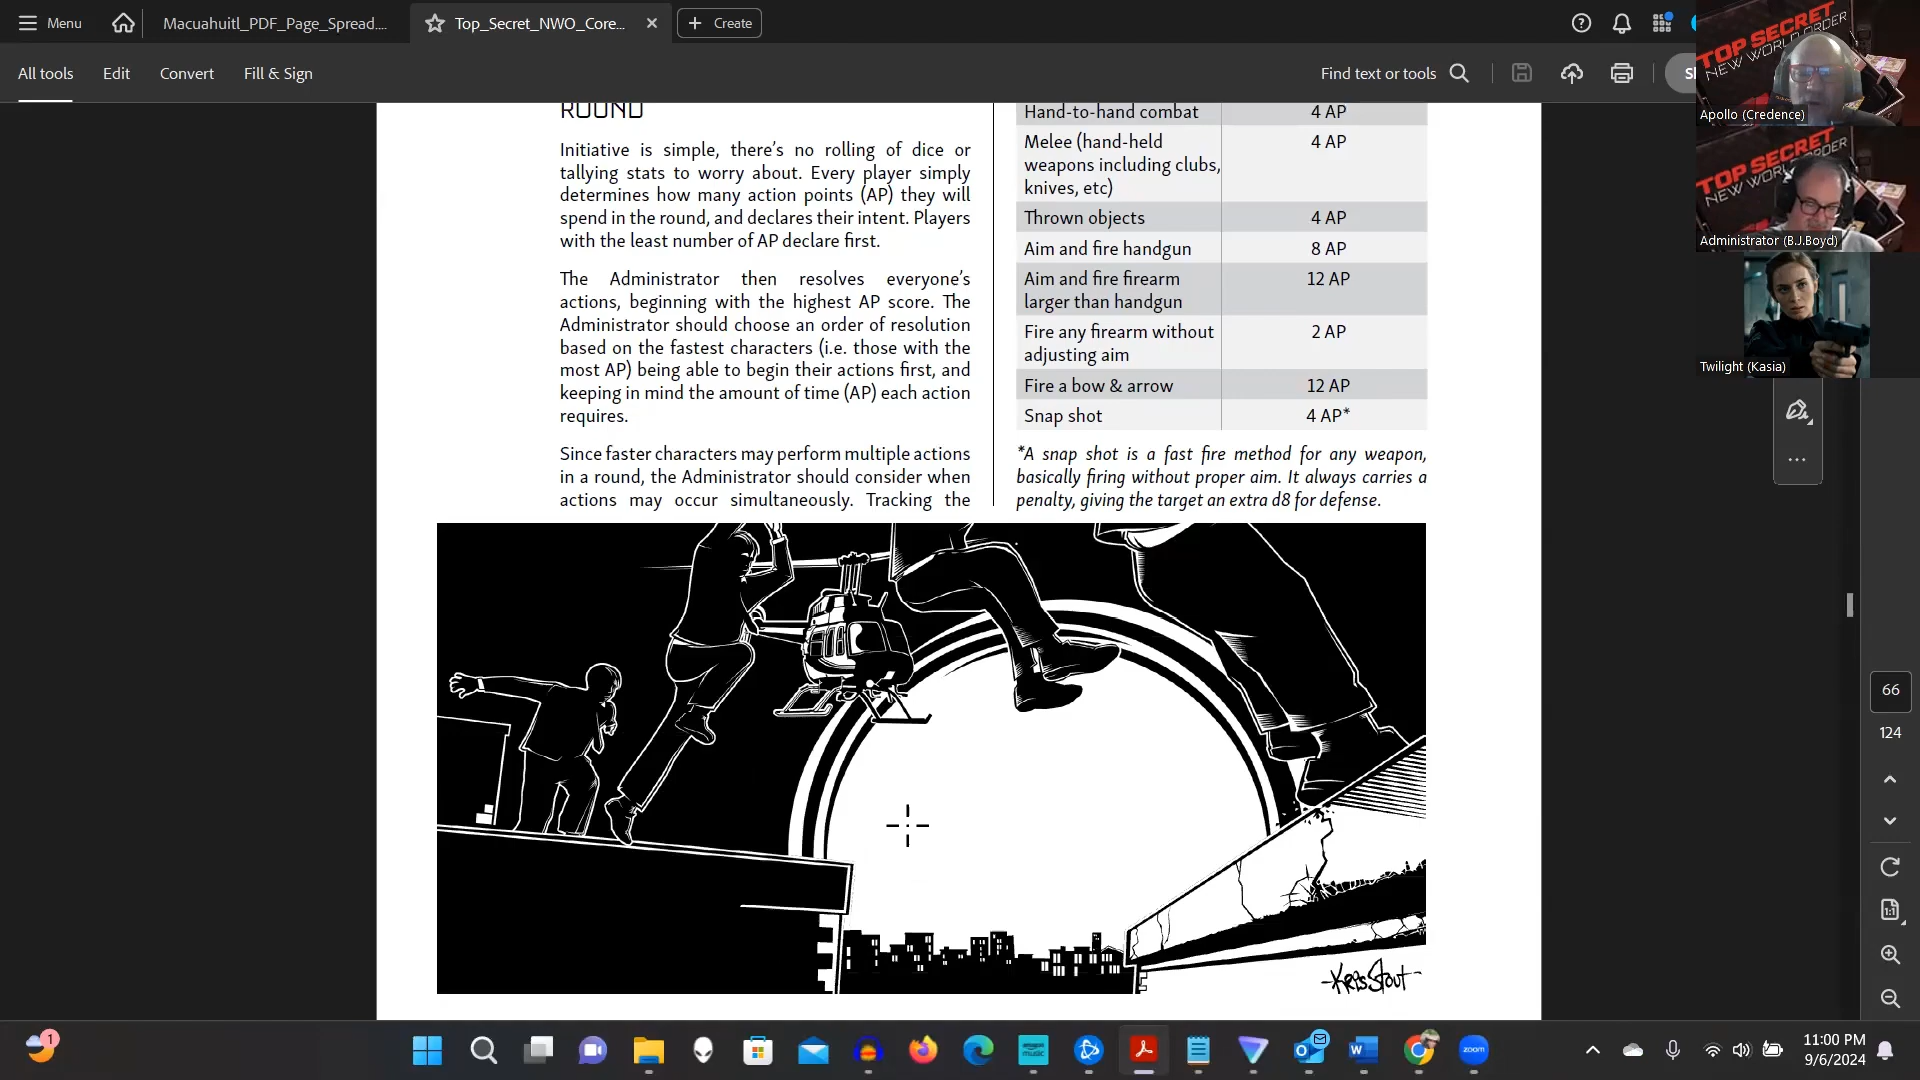 Menu
Macuahuitl_PDF_Page_Spread....
Top_Secret_NWO_Core...
Create
All tools
Edit
Convert
Fill & Sign
Find text or tools
TOP SECRET
NEW WORLD ORDER
Apollo (Credence)
TOP SECRET
Administrator (B.J.Boyd)
Twilight (Kasia)
ROUND
Initiative is simple, there's no rolling of dice or
tallying stats to worry about. Every player simply
determines how many action points (AP) they will
spend in the round, and declares their intent. Players
with the least number of AP declare first.
The Administrator then resolves everyone's
actions, beginning with the highest AP score. The
Administrator should choose an order of resolution
based on the fastest characters (i.e. those with the
most AP) being able to begin their actions first, and
keeping in mind the amount of time (AP) each action
requires.
Since faster characters may perform multiple actions
in a round, the Administrator should consider when
actions may occur simultaneously. Tracking the
Hand-to-hand combat 4 AP
Melee (hand-held 4 AP
weapons including clubs,
knives, etc)
Thrown objects 4 AP
Aim and fire handgun 8 AP
Aim and fire firearm 12 AP
larger than handgun
Fire any firearm without 2 AP
adjusting aim
Fire a bow & arrow 12 AP
Snap shot 4 AP*
*A snap shot is a fast fire method for any weapon,
basically firing without proper aim. It always carries a
penalty, giving the target an extra d8 for defense.
-Kris Stout-
66
124
1:1
1
amazon
music
zoom
11:00 PM
9/6/2024